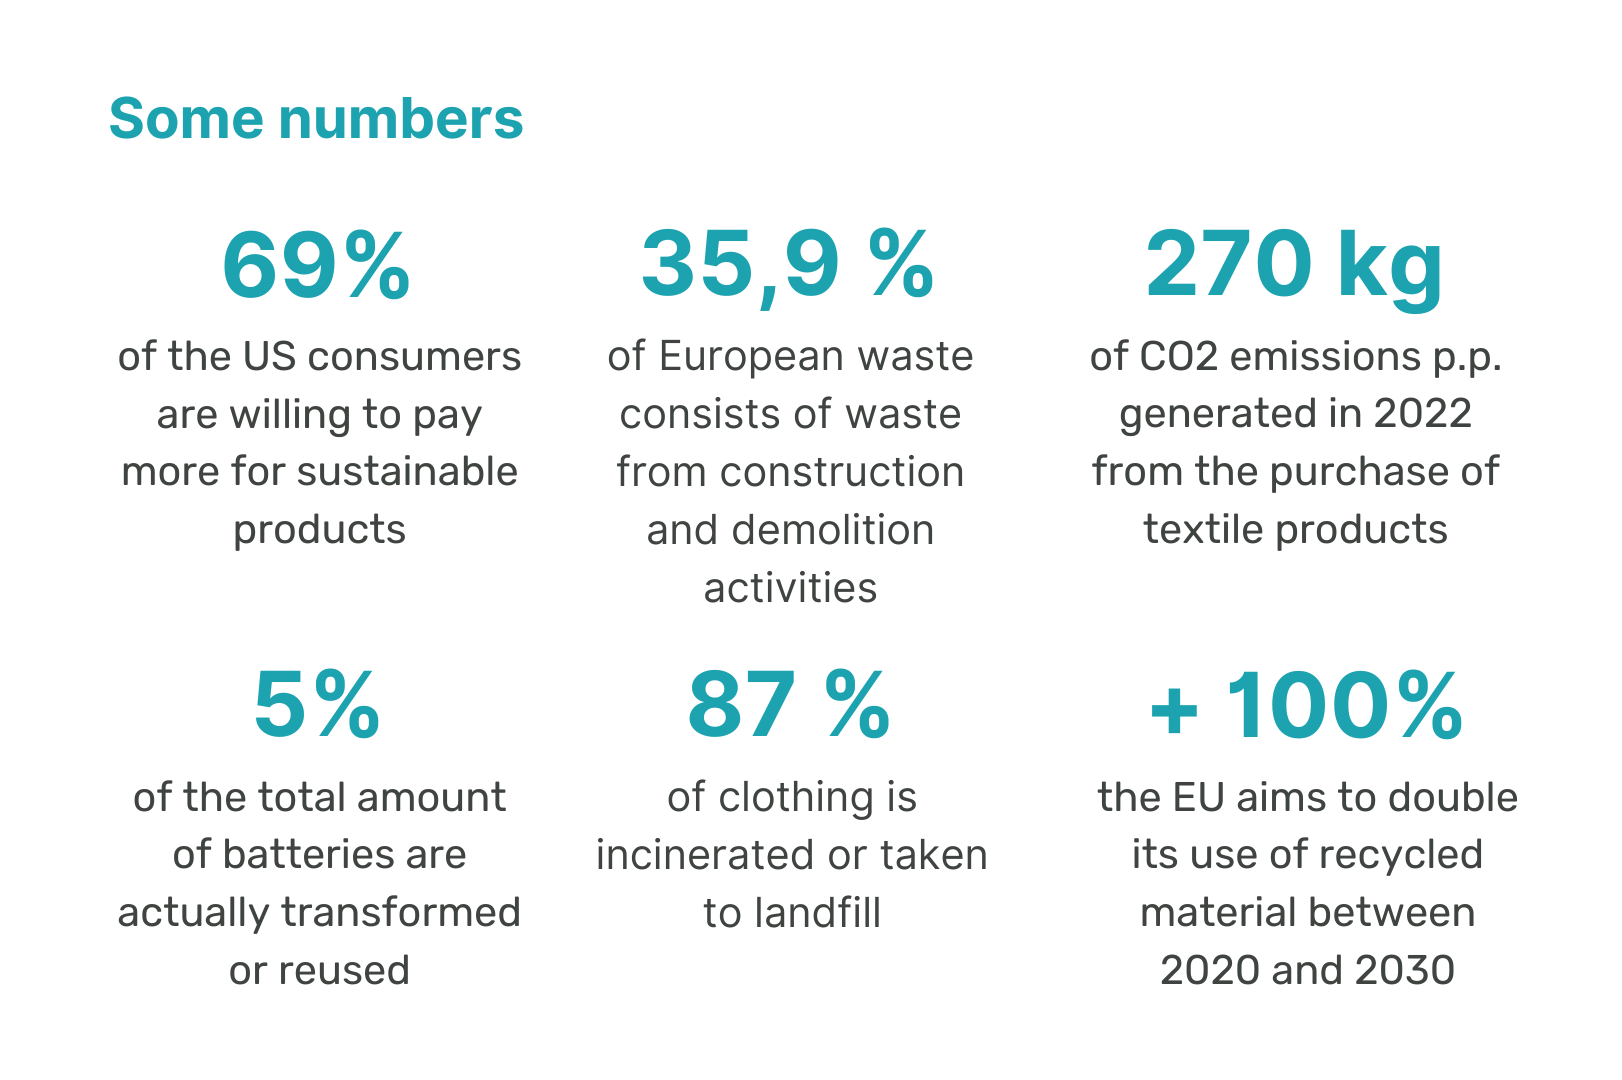 Some numbers
69%
of the US consumers
are willing to pay
more for sustainable
products
35,9 %
of European waste
consists of waste
from construction
and demolition
activities
270 kg
of CO2 emissions p.p.
generated in 2022
from the purchase of
textile products
5%
of the total amount
of batteries are
actually transformed
or reused
87 %
of clothing is
incinerated or taken
to landfill
+ 100%
the EU aims to double
its use of recycled
material between
2020 and 2030